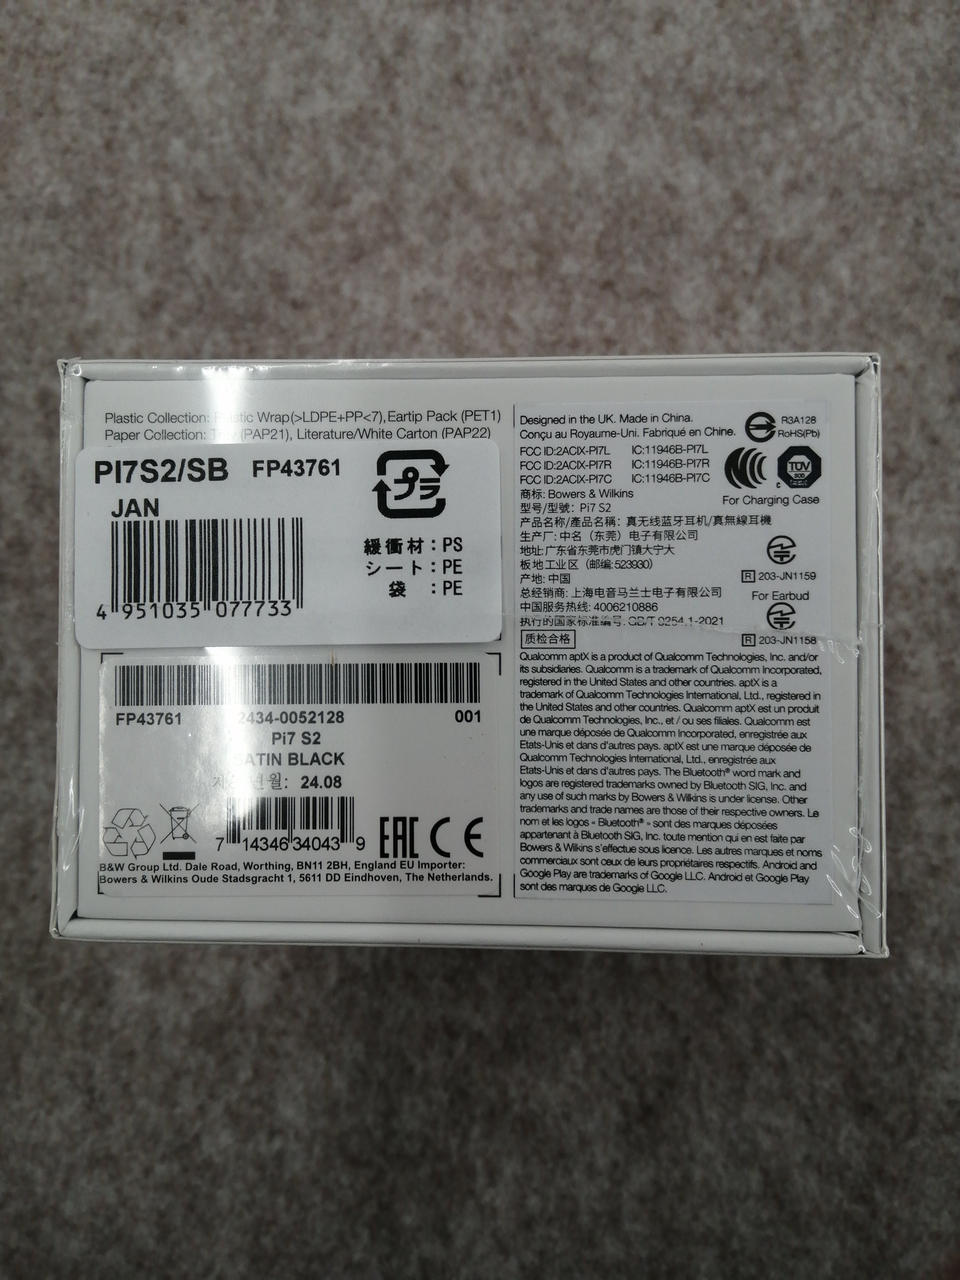 Plastic Collection: Plastic Wrap(>LDPE+PP<7),Eartip Pack (PET1)
Paper Collection: (PAP21), Literature/White Carton (PAP22)
PI7S2/SB FP43761
JAN
4 951035 077733
プラ
緩衝材：PS
シート：PE
袋　：PE
FP43761 2434-0052128 001
Pi7 S2
SATIN BLACK
24.08
7 14346 34043 9
EAC CE
B&W Group Ltd. Dale Road, Worthing, BN11 2BH, England EU Importer:
Bowers & Wilkins Oude Stadsgracht 1, 5611 DD Eindhoven, The Netherlands.
Designed in the UK. Made in China.
Conçu au Royaume-Uni. Fabriqué en Chine.
R3A128
RoHS(Pb)
FCC ID:2ACIX-PI7L IC:11946B-PI7L
FCC ID:2ACIX-PI7R IC:11946B-PI7R
FCC ID:2ACIX-PI7C IC:11946B-PI7C
TÜV
For Charging Case
商标: Bowers & Wilkins
型号/型號: Pi7 S2
产品名称/產品名稱: 真无线蓝牙耳机/真無線耳機
生产厂: 中名（东莞）电子有限公司
地址:广东省东莞市虎门镇大宁大
板地工业区（邮编:523930）
产地: 中国
总经销商: 上海电音马兰士电子有限公司
中国服务热线: 4006210886
执行的国家标准编号: GB/T 9254.1-2021
质检合格
R 203-JN1159
For Earbud
R 203-JN1158
Qualcomm aptX is a product of Qualcomm Technologies, Inc. and/or
its subsidiaries. Qualcomm is a trademark of Qualcomm Incorporated,
registered in the United States and other countries. aptX is a
trademark of Qualcomm Technologies International, Ltd., registered in
the United States and other countries. Qualcomm aptX est un produit
de Qualcomm Technologies, Inc., et / ou ses filiales. Qualcomm est
une marque déposée de Qualcomm Incorporated, enregistrée aux
Etats-Unis et dans d'autres pays. aptX est une marque déposée de
Qualcomm Technologies International, Ltd., enregistrée aux
Etats-Unis et dans d'autres pays. The Bluetooth® word mark and
logos are registered trademarks owned by Bluetooth SIG, Inc. and
any use of such marks by Bowers & Wilkins is under license. Other
trademarks and trade names are those of their respective owners. Le
nom et les logos « Bluetooth® » sont des marques déposées
appartenant à Bluetooth SIG, Inc. toute mention qui en est faite par
Bowers & Wilkins s'effectue sous licence. Les autres marques et noms
commerciaux sont ceux de leurs propriétaires respectifs. Android and
Google Play are trademarks of Google LLC. Android et Google Play
sont des marques de Google LLC.